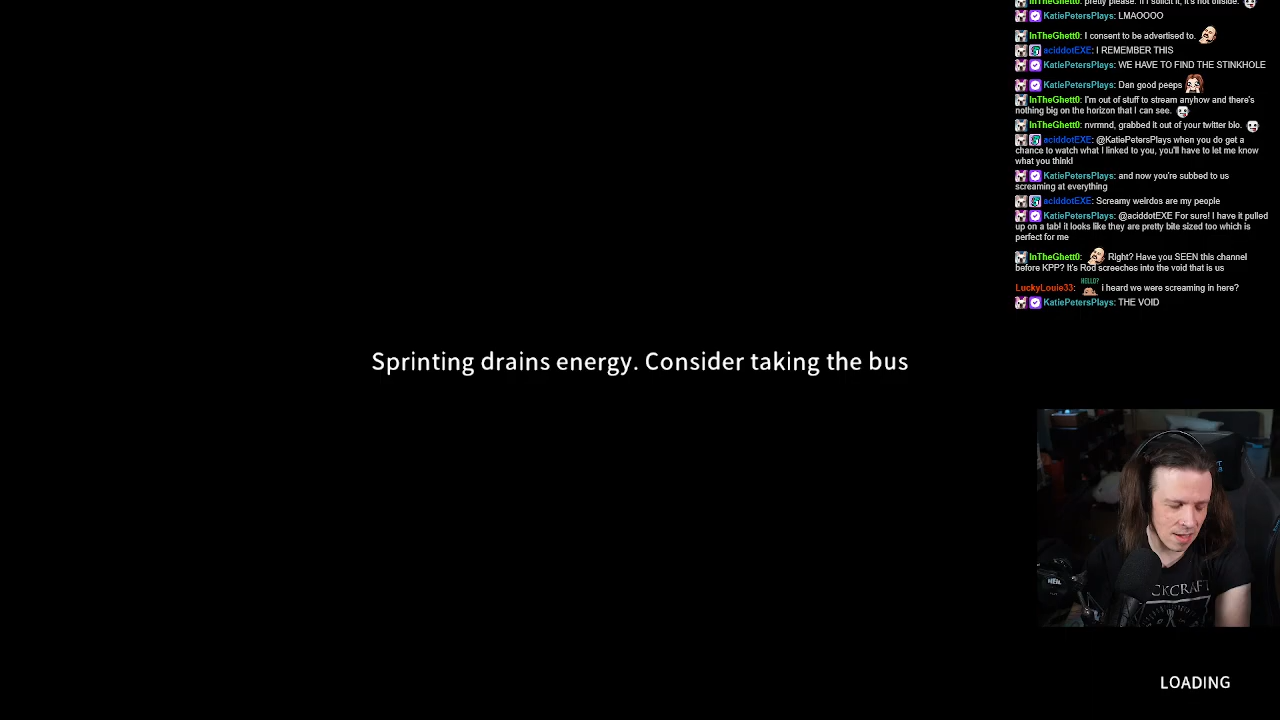 InTheGhett0: pretty please. If I solicit it, it's not offside.
KatiePetersPlays: LMAOOOO
InTheGhett0: I consent to be advertised to.
aciddotEXE: I REMEMBER THIS
KatiePetersPlays: WE HAVE TO FIND THE STINKHOLE
KatiePetersPlays: Dan good peeps
InTheGhett0: I'm out of stuff to stream anyhow and there's
nothing big on the horizon that I can see.
InTheGhett0: nvrmnd, grabbed it out of your twitter bio.
aciddotEXE: @KatiePetersPlays when you do get a
chance to watch what I linked to you, you'll have to let me know
what you think!
KatiePetersPlays: and now you're subbed to us
screaming at everything
aciddotEXE: Screamy weirdos are my people
KatiePetersPlays: @aciddotEXE For sure! I have it pulled
up on a tab! it looks like they are pretty bite sized too which is
perfect for me
InTheGhett0: Right? Have you SEEN this channel
before KPP? It's Rod screeches into the void that is us
HELLO?
LuckyLouie33: i heard we were screaming in here?
KatiePetersPlays: THE VOID
Sprinting drains energy. Consider taking the bus
CKCRAFT
LOADING